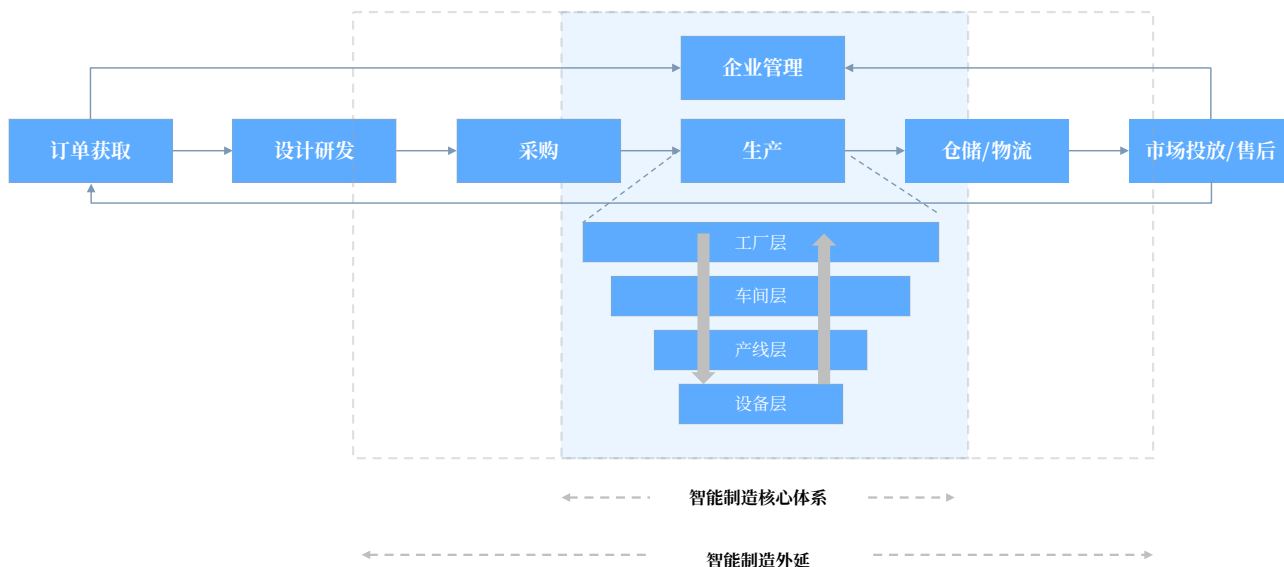 企业管理
订单获取
设计研发
采购
生产
仓储/物流
市场投放/售后
工厂层
车间层
产线层
设备层
智能制造核心体系
智能制造外延